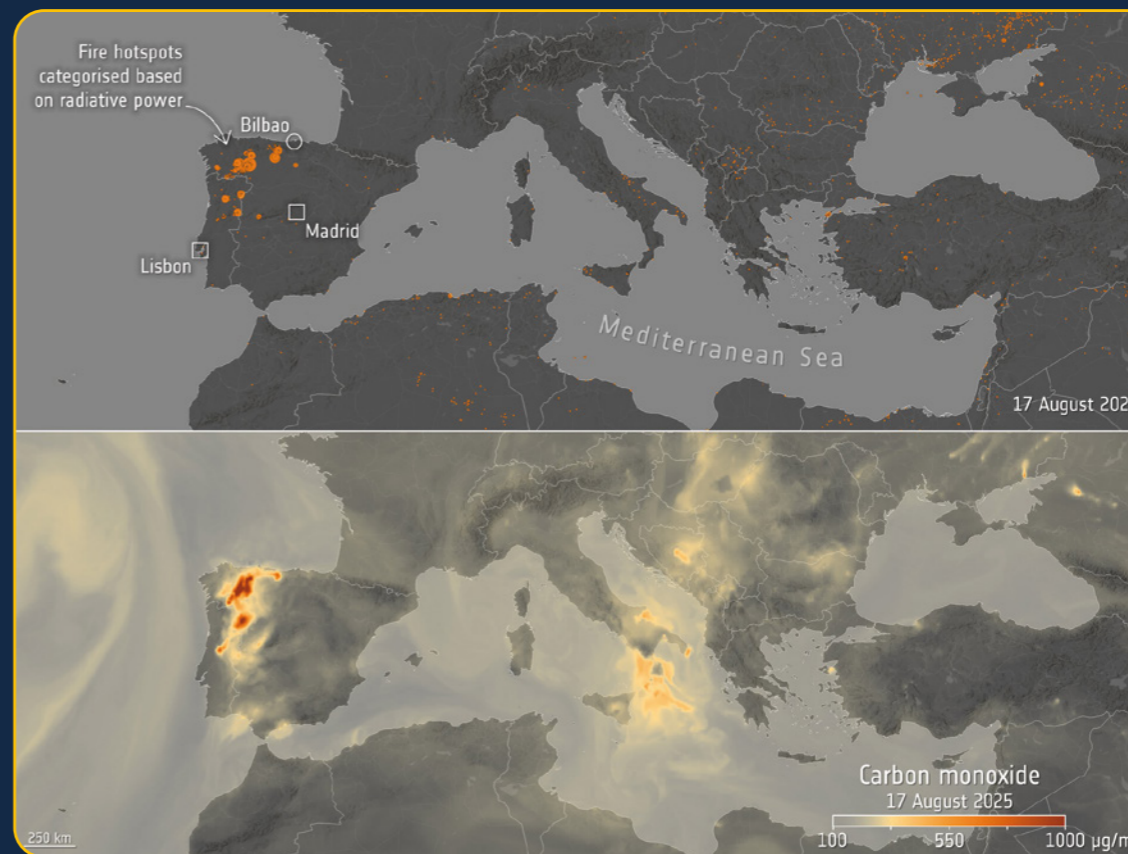 Fire hotspots
categorised based
on radiative power
Bilbao
Madrid
Lisbon
Mediterranean Sea
17 August 202
Carbon monoxide
17 August 2025
100 550 1000 µg/m
250 km